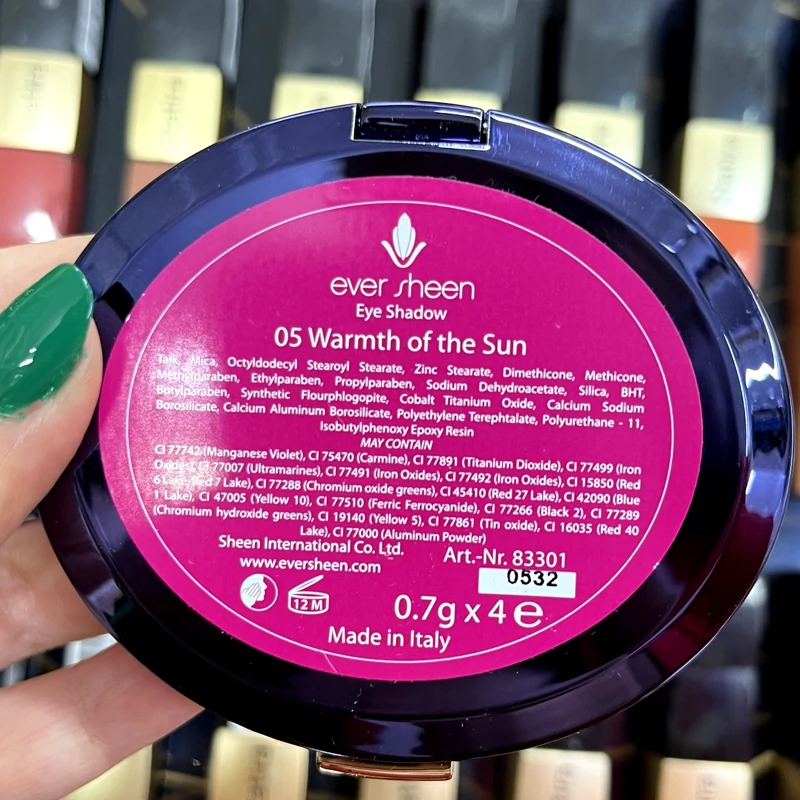 ever sheen
Eye Shadow
05 Warmth of the Sun
Talk, Mica, Octyldodecyl Stearoyl Stearate, Zinc Stearate, Dimethicone, Methicone,
Methylparaben, Ethylparaben, Propylparaben, Sodium Dehydroacetate, Silica, BHT,
Botylparaben, Synthetic Flourphlogopite, Cobalt Titanium Oxide, Calcium Sodium
Borosilicate, Calcium Aluminum Borosilicate, Polyethylene Terephtalate, Polyurethane - 11,
Isobutylphenoxy Epoxy Resin
MAY CONTAIN
CI 77742 (Manganese Violet), CI 75470 (Carmine), CI 77891 (Titanium Dioxide), CI 77499 (Iron
Oxides), CI 77007 (Ultramarines), CI 77491 (Iron Oxides), CI 77492 (Iron Oxides), CI 15850 (Red
6 Lake, Red 7 Lake), CI 77288 (Chromium oxide greens), CI 45410 (Red 27 Lake), CI 42090 (Blue
1 Lake), CI 47005 (Yellow 10), CI 77510 (Ferric Ferrocyanide), CI 77266 (Black 2), CI 77289
(Chromium hydroxide greens), CI 19140 (Yellow 5), CI 77861 (Tin oxide), CI 16035 (Red 40
Lake), CI 77000 (Aluminum Powder)
Sheen International Co. Ltd.
www.eversheen.com
Art.-Nr. 83301
0532
12 M
0.7g x 4 e
Made in Italy